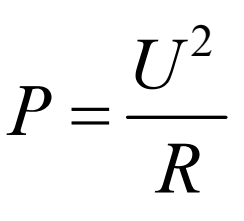 P = U²/R